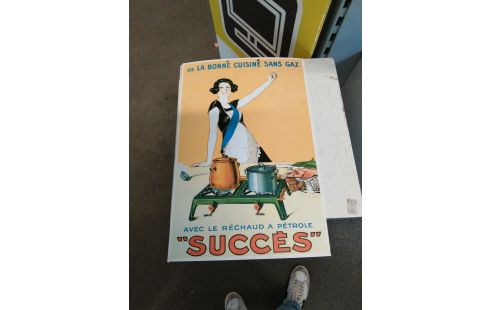 DE LA BONNE CUISINE SANS GAZ
AVEC LE RÉCHAUD A PÉTROLE
"SUCCÈS"